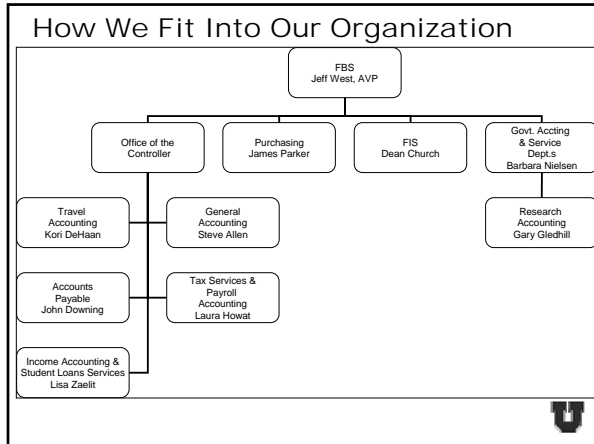 How We Fit Into Our Organization
FBS
Jeff West, AVP
Office of the
Controller
Purchasing
James Parker
FIS
Dean Church
Govt. Accting
& Service
Dept.s
Barbara Nielsen
Travel
Accounting
Kori DeHaan
General
Accounting
Steve Allen
Research
Accounting
Gary Gledhill
Accounts
Payable
John Downing
Tax Services &
Payroll
Accounting
Laura Howat
Income Accounting &
Student Loans Services
Lisa Zaelit
U